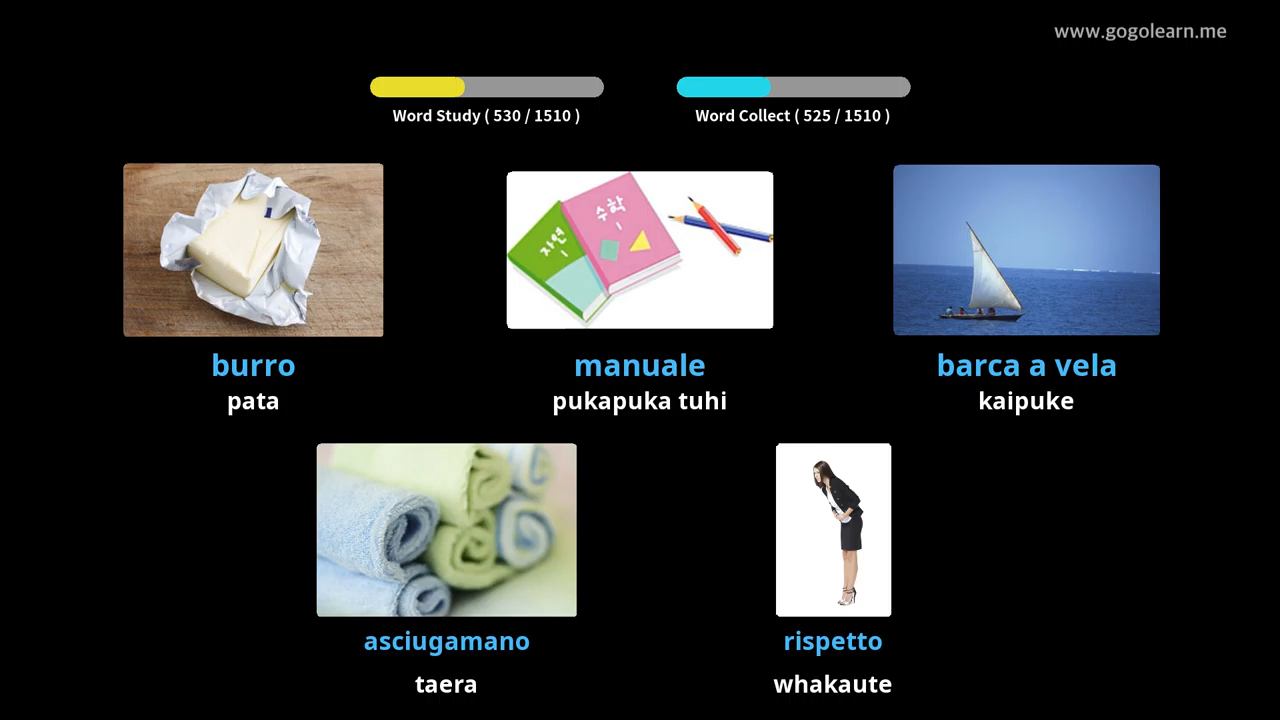 www.gogolearn.me
Word Study ( 530 / 1510 )
Word Collect ( 525 / 1510 )
자연
수학
burro
manuale
barca a vela
pata
pukapuka tuhi
kaipuke
asciugamano
rispetto
taera
whakaute